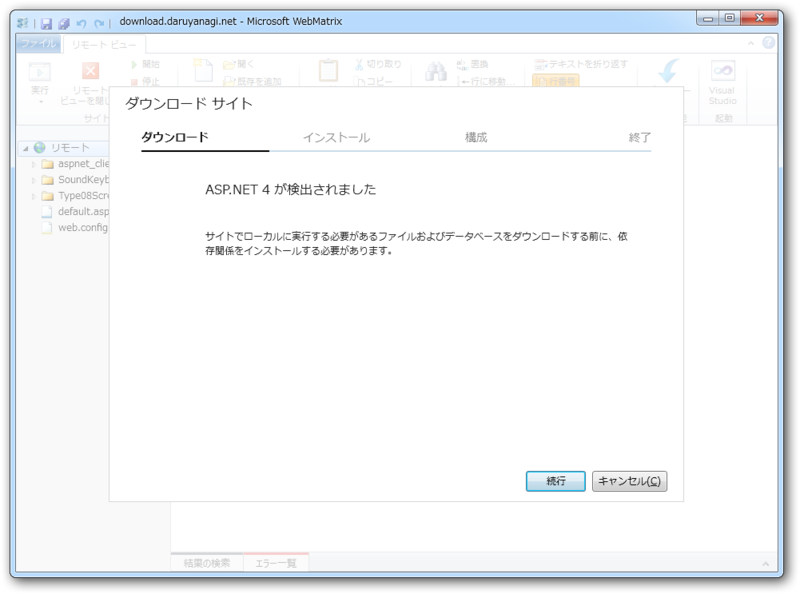 download.daruyanagi.net - Microsoft WebMatrix
ファイル
リモート ビュー
開始
開く
切り取り
置換
テキストを折り返す
実行
リモート
停止
既存を追加
コピー
行に移動
行番号
Visual
ビューを閉じ
Studio
サイト
起動
ダウンロード サイト
ダウンロード
インストール
構成
終了
リモート
aspnet_clie
SoundKeyb
Type08Scre
default.asp
web.config
ASP.NET 4 が検出されました
サイトでローカルに実行する必要があるファイルおよびデータベースをダウンロードする前に、依
存関係をインストールする必要があります。
続行
キャンセル(C)
結果の検索
エラー一覧